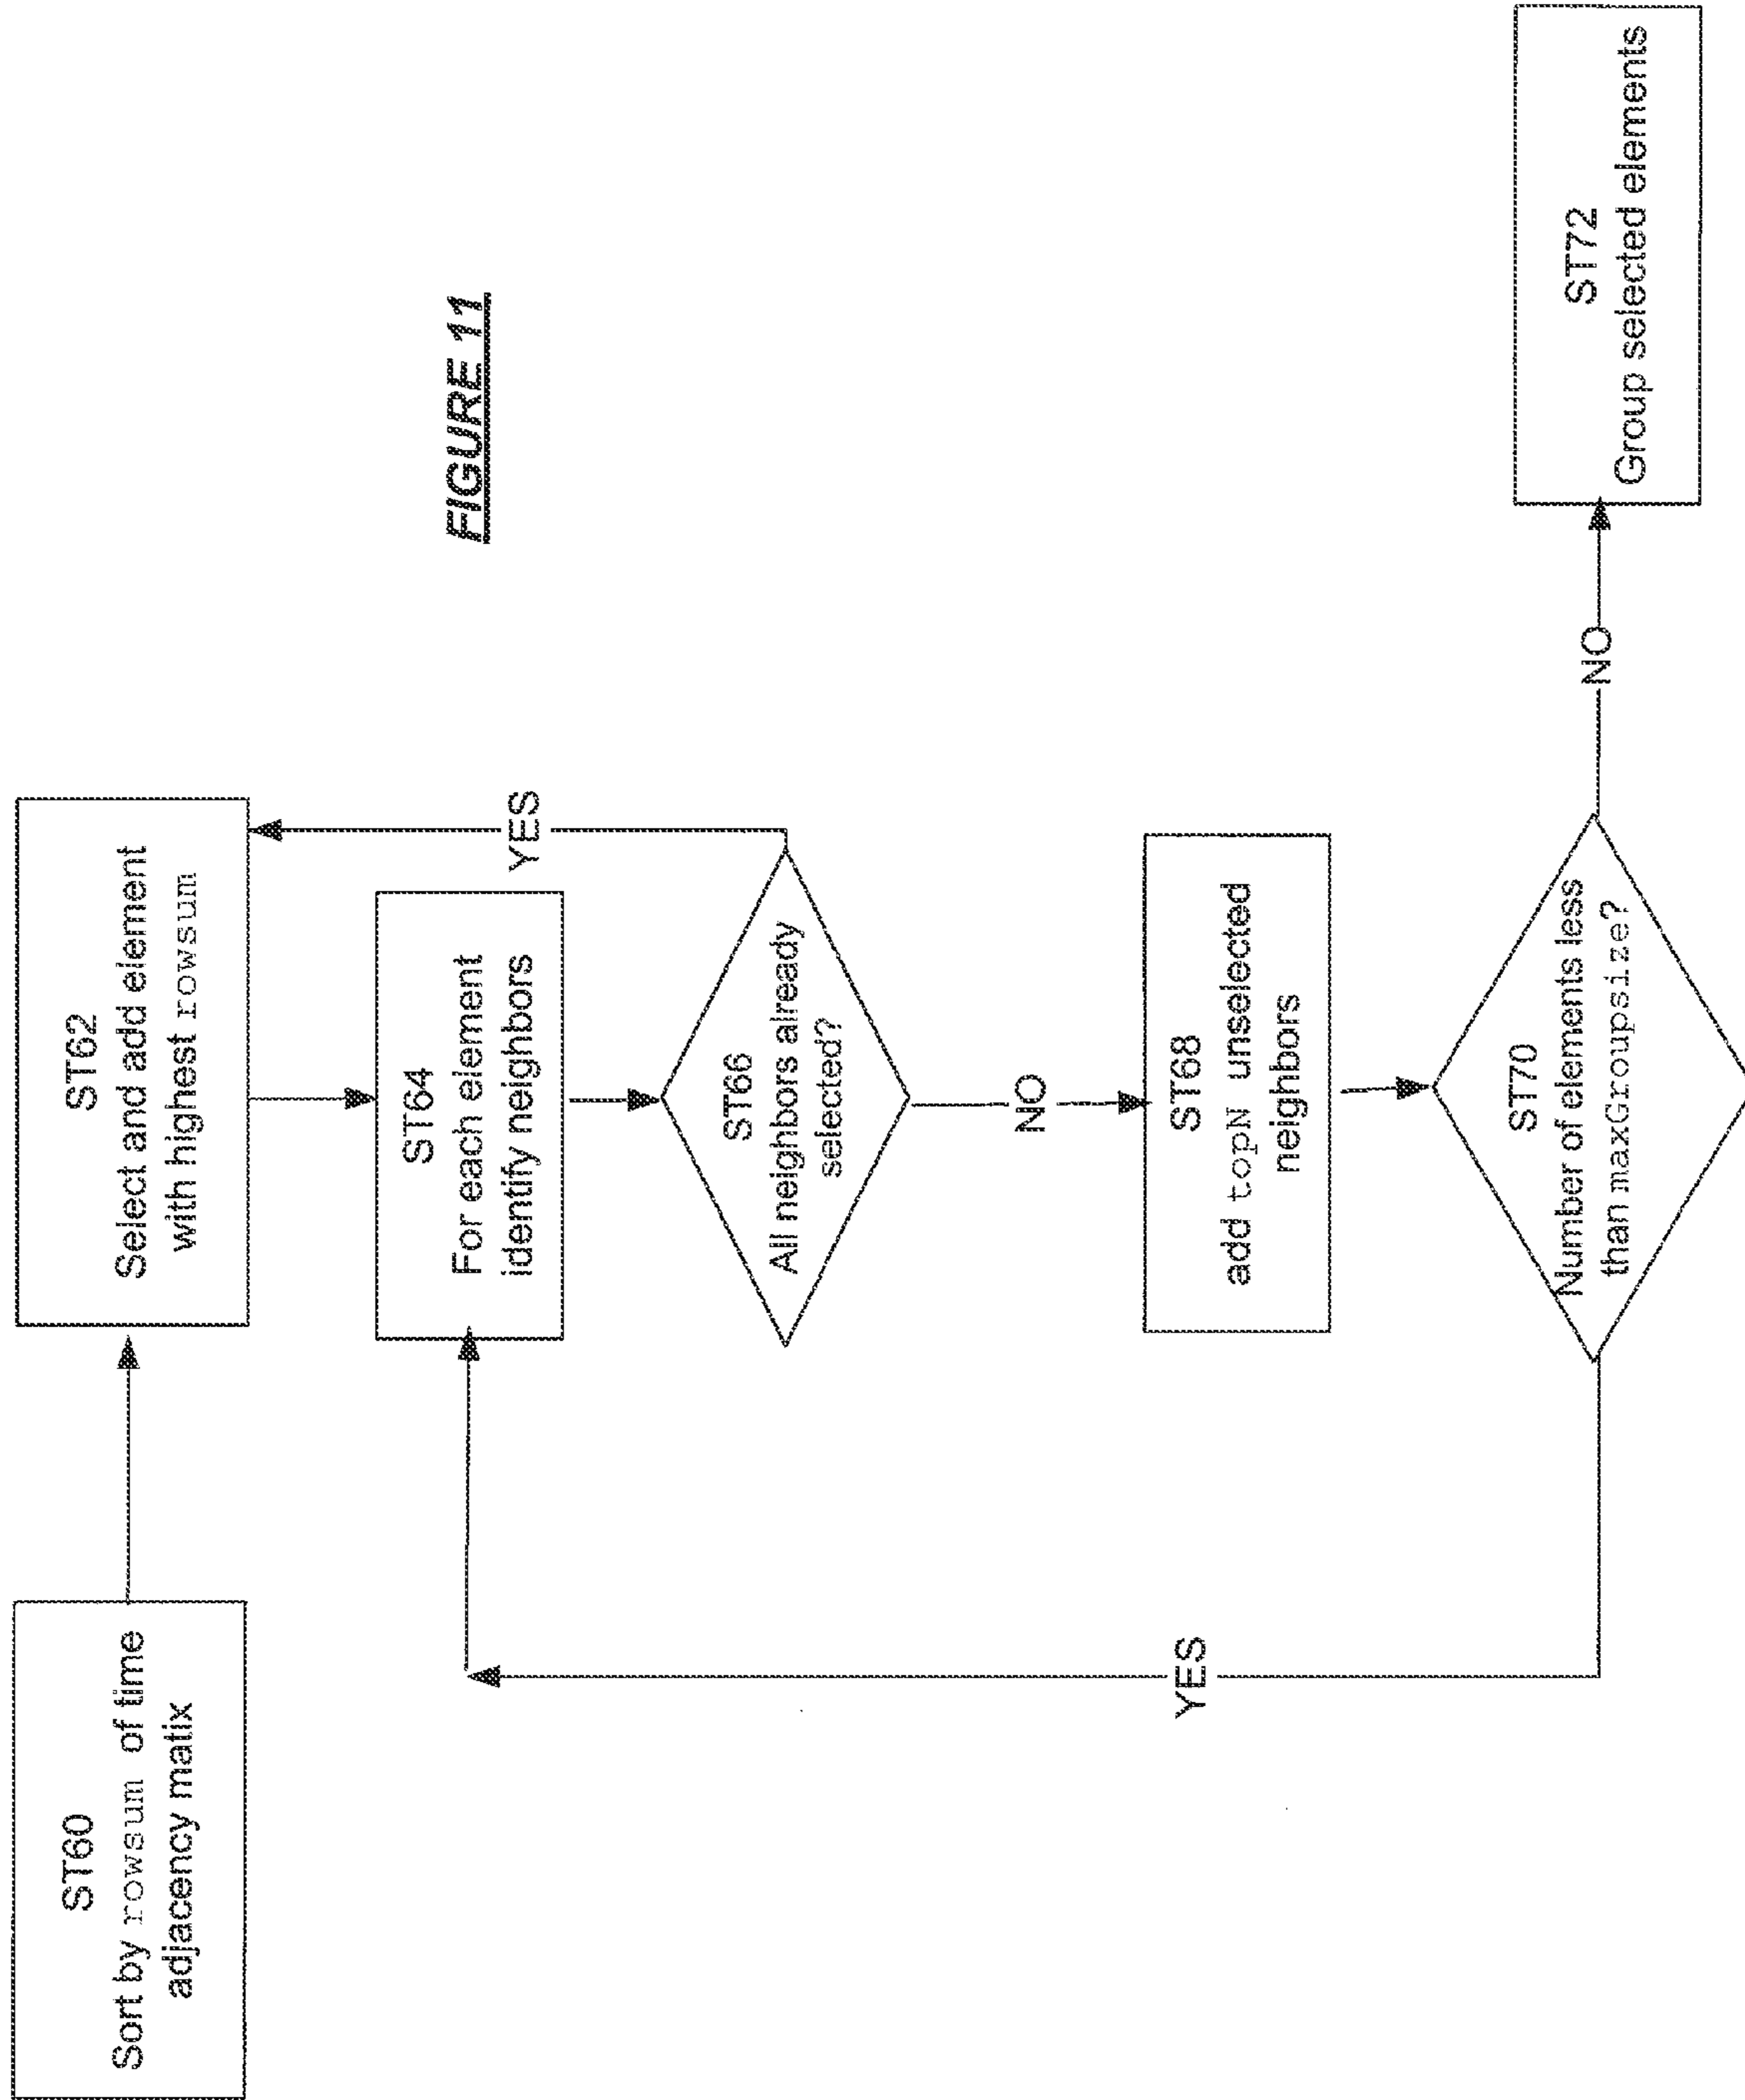 ST60
Sort by rowsum of time
adjacency matix
ST62
Select and add element
with highest rowsum
ST64
For each element
identify neighbors
YES
FIGURE 11
ST66
All neighbors already
selected?
NO
ST68
add topN unselected
neighbors
YES
ST70
Number of elements less
than maxGroupsize?
NO
ST72
Group selected elements